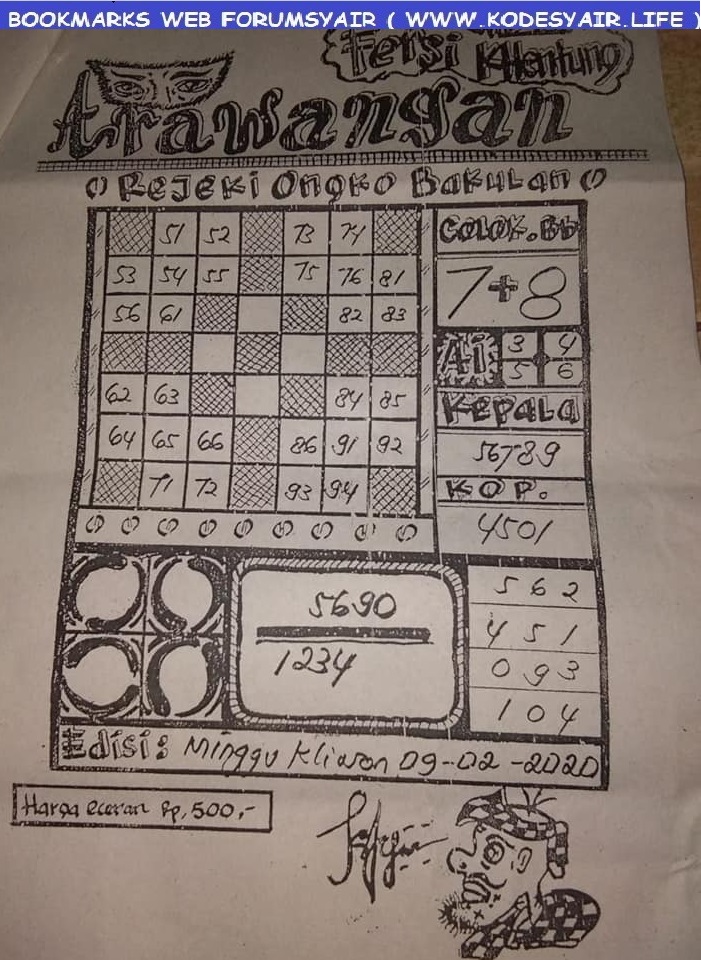 BOOKMARKS WEB FORUMSYAIR ( WWW.KODESYAIR.LIFE )
Fersi
Klentung
Arawangan
Rejeki Ongko Bakulan
51 52 73 74
53 54 55 75 76 81
56 61 82 83
62 63 84 85
64 65 66 86 91 92
71 72 93 94
COLOK.Bb
7+8
Ai 3 4
5 6
KEPALA
56789
KOP.
4501
5690
1234
562
451
093
104
Edisi: Minggu Kliwon 09-02-2020
Harga eceran Rp. 500,-